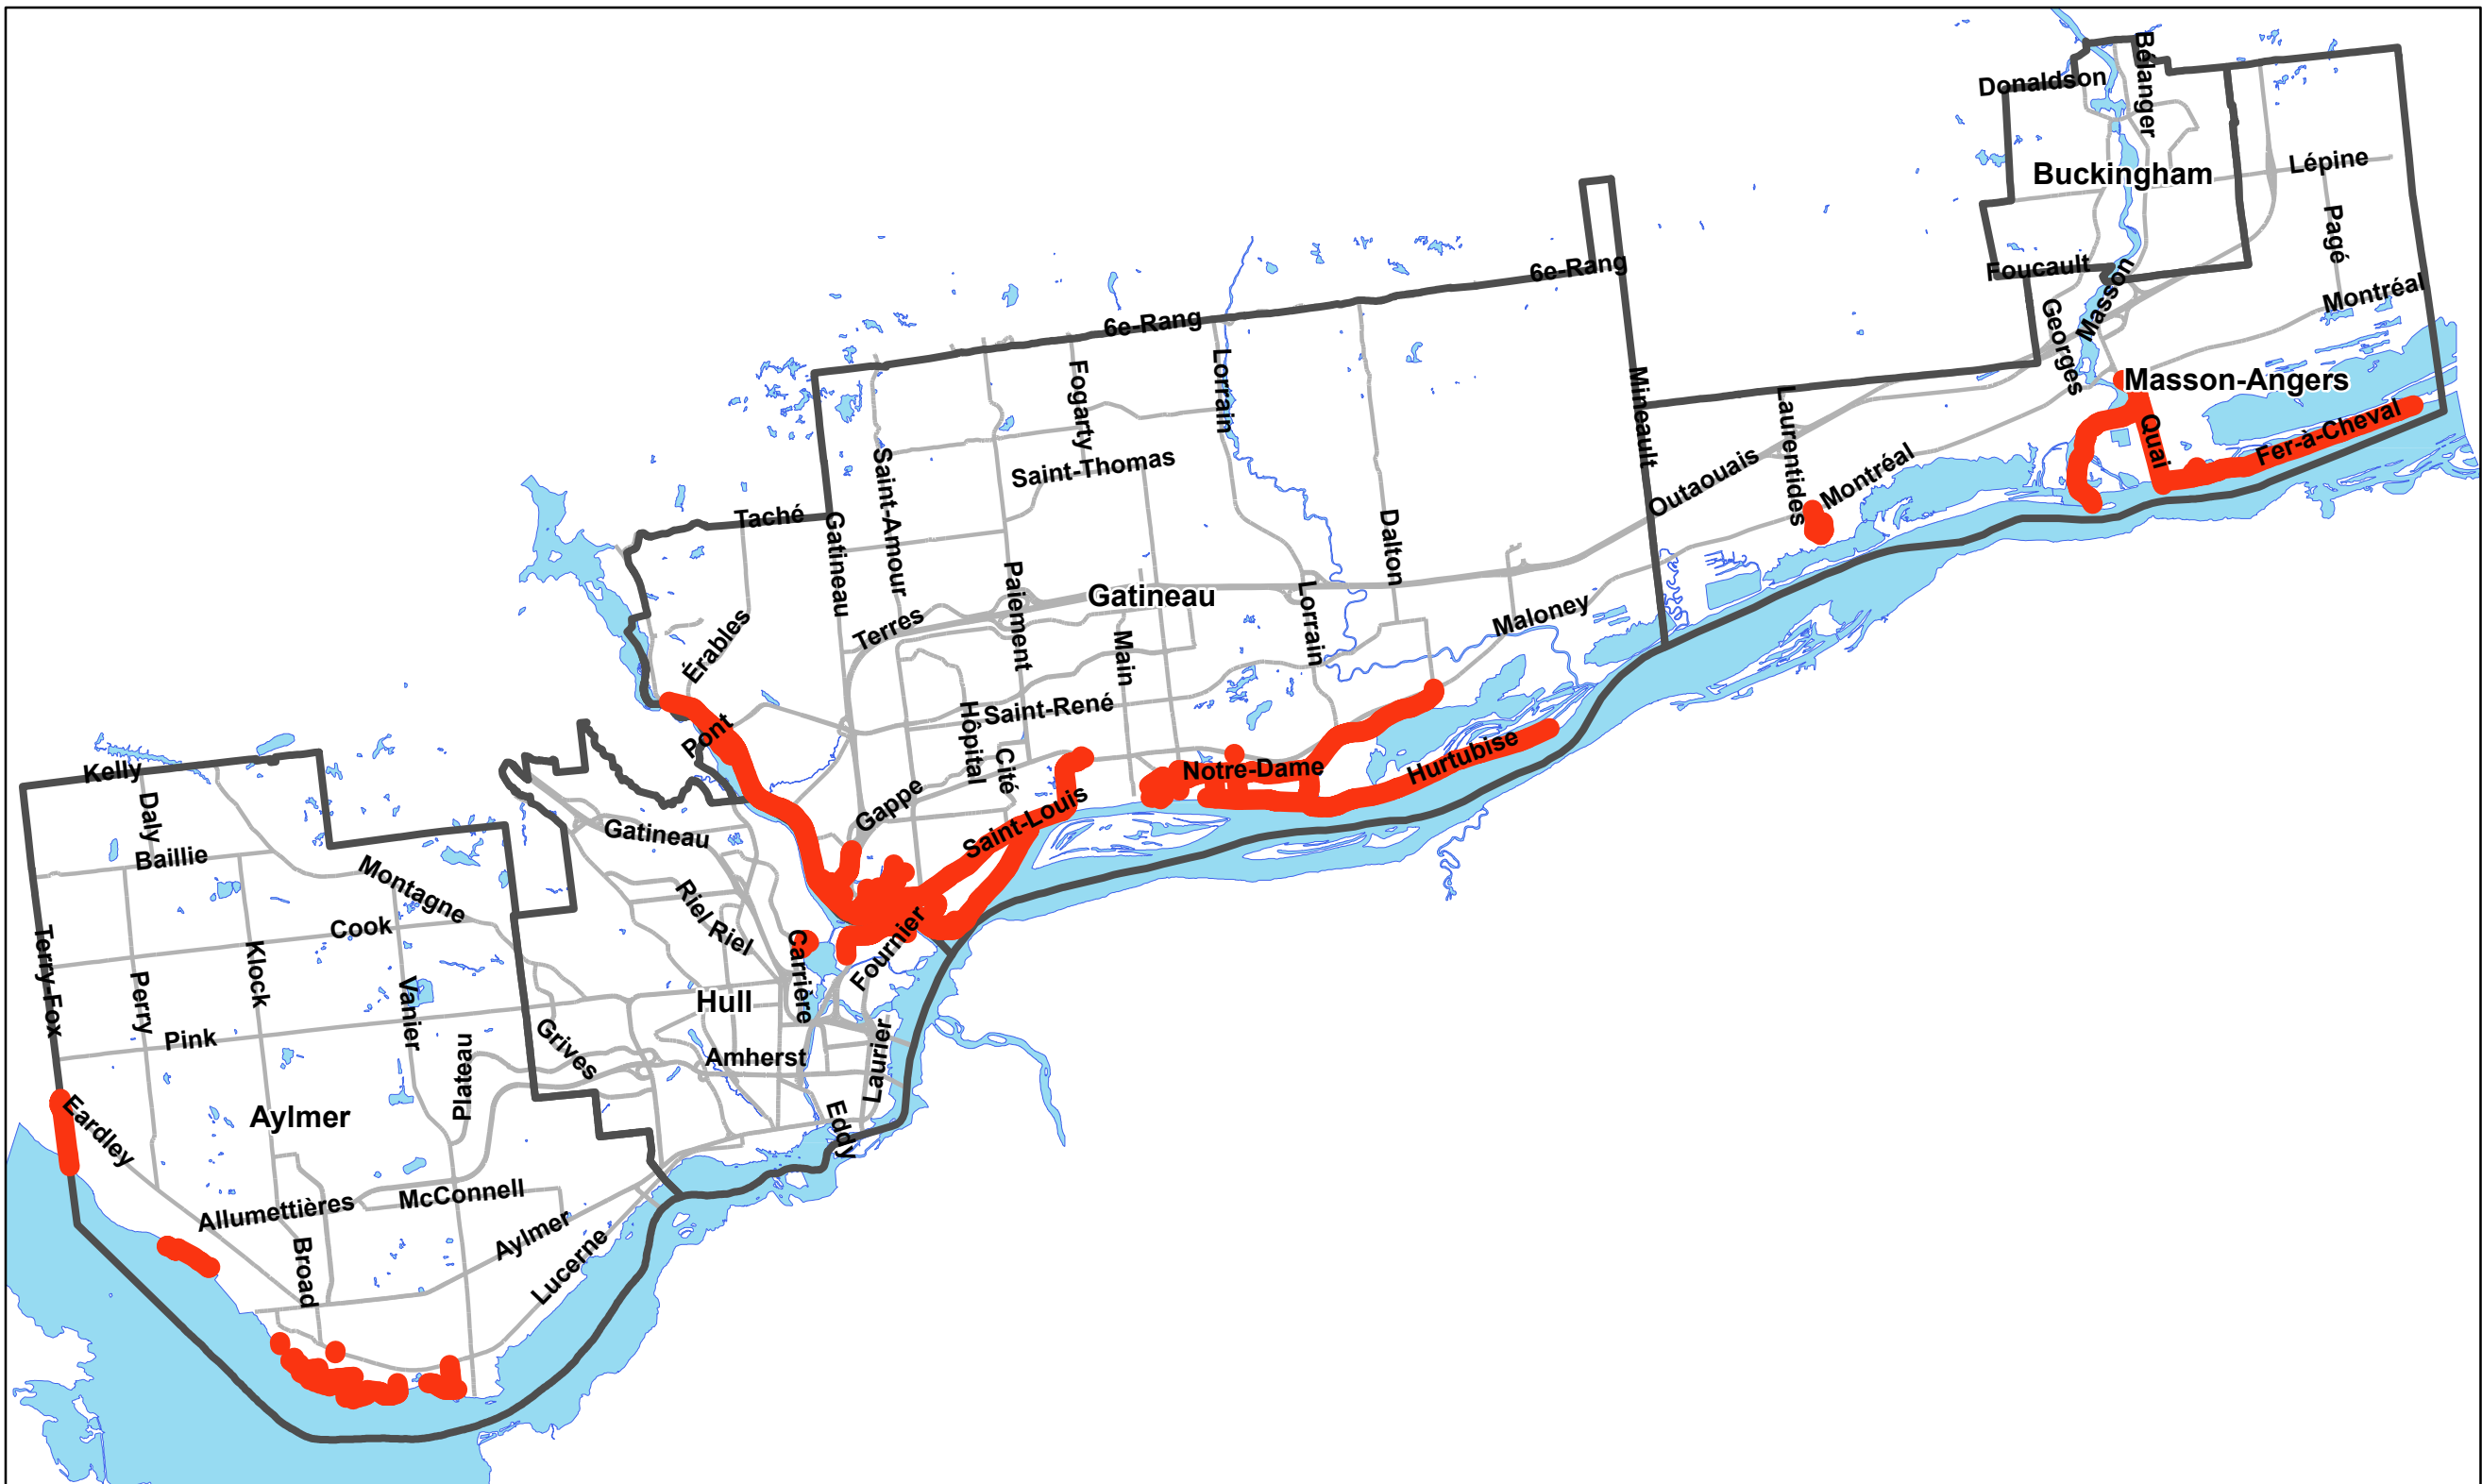 Bélanger
Donaldson
Buckingham
Lépine
Pagé
Foucault
Masson
Georges
Montréal
6e-Rang
6e-Rang
Mineault
Laurentides
Masson-Angers
Quai
Fer-à-Cheval
Fogarty
Lorrain
Saint-Thomas
Saint-Amour
Outaouais
Montréal
Taché
Gatineau
Dalton
Paiement
Gatineau
Lorrain
Maloney
Terres
Érables
Main
Saint-René
Hôpital
Pont
Cité
Notre-Dame
Hurtubise
Kelly
Daly
Gappe
Saint-Louis
Gatineau
Baillie
Montagne
Riel
Riel
Cook
Carrière
Fournier
Terry-Fox
Perry
Klock
Vanier
Hull
Pink
Plateau
Grives
Amherst
Laurier
Eardley
Aylmer
Eddy
Allumettières
McConnell
Aylmer
Broad
Lucerne